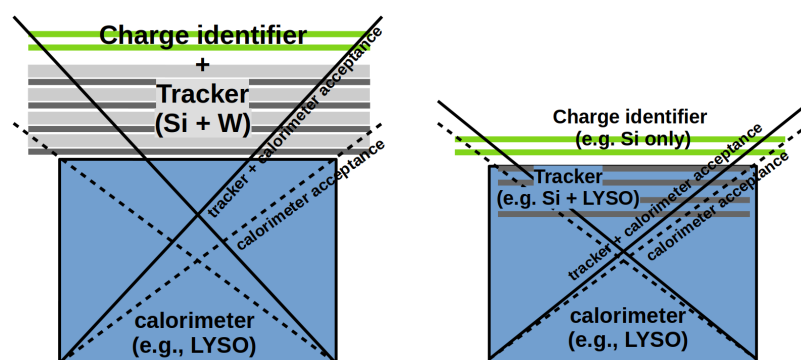 Charge identifier
+
Tracker
(Si + W)
tracker + calorimeter acceptance
calorimeter acceptance
calorimeter
(e.g., LYSO)
Charge identifier
(e.g. Si only)
Tracker
(e.g. Si + LYSO)
tracker + calorimeter acceptance
calorimeter acceptance
calorimeter
(e.g., LYSO)